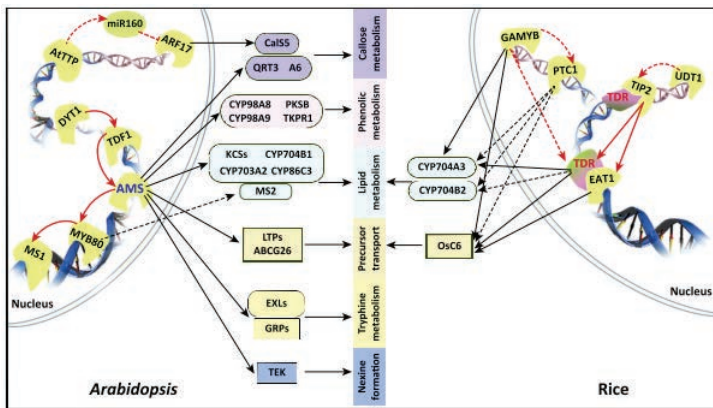 miR160
AtTTP
ARF17
DYT1
TDF1
AMS
MYB80
MS1
Nucleus
Arabidopsis
CalS5
QRT3 A6
CYP98A8 PKSB
CYP98A9 TKPR1
KCSs CYP704B1
CYP703A2 CYP86C3
MS2
LTPs
ABCG26
EXLs
GRPs
TEK
Callose
metabolism
Phenolic
metabolism
Lipid
metabolism
Precursor
transport
Tryphine
metabolism
Nexine
formation
CYP704A3
CYP704B2
OsC6
GAMYB
PTC1
TDR
TIP2
UDT1
TDR
EAT1
Nucleus
Rice